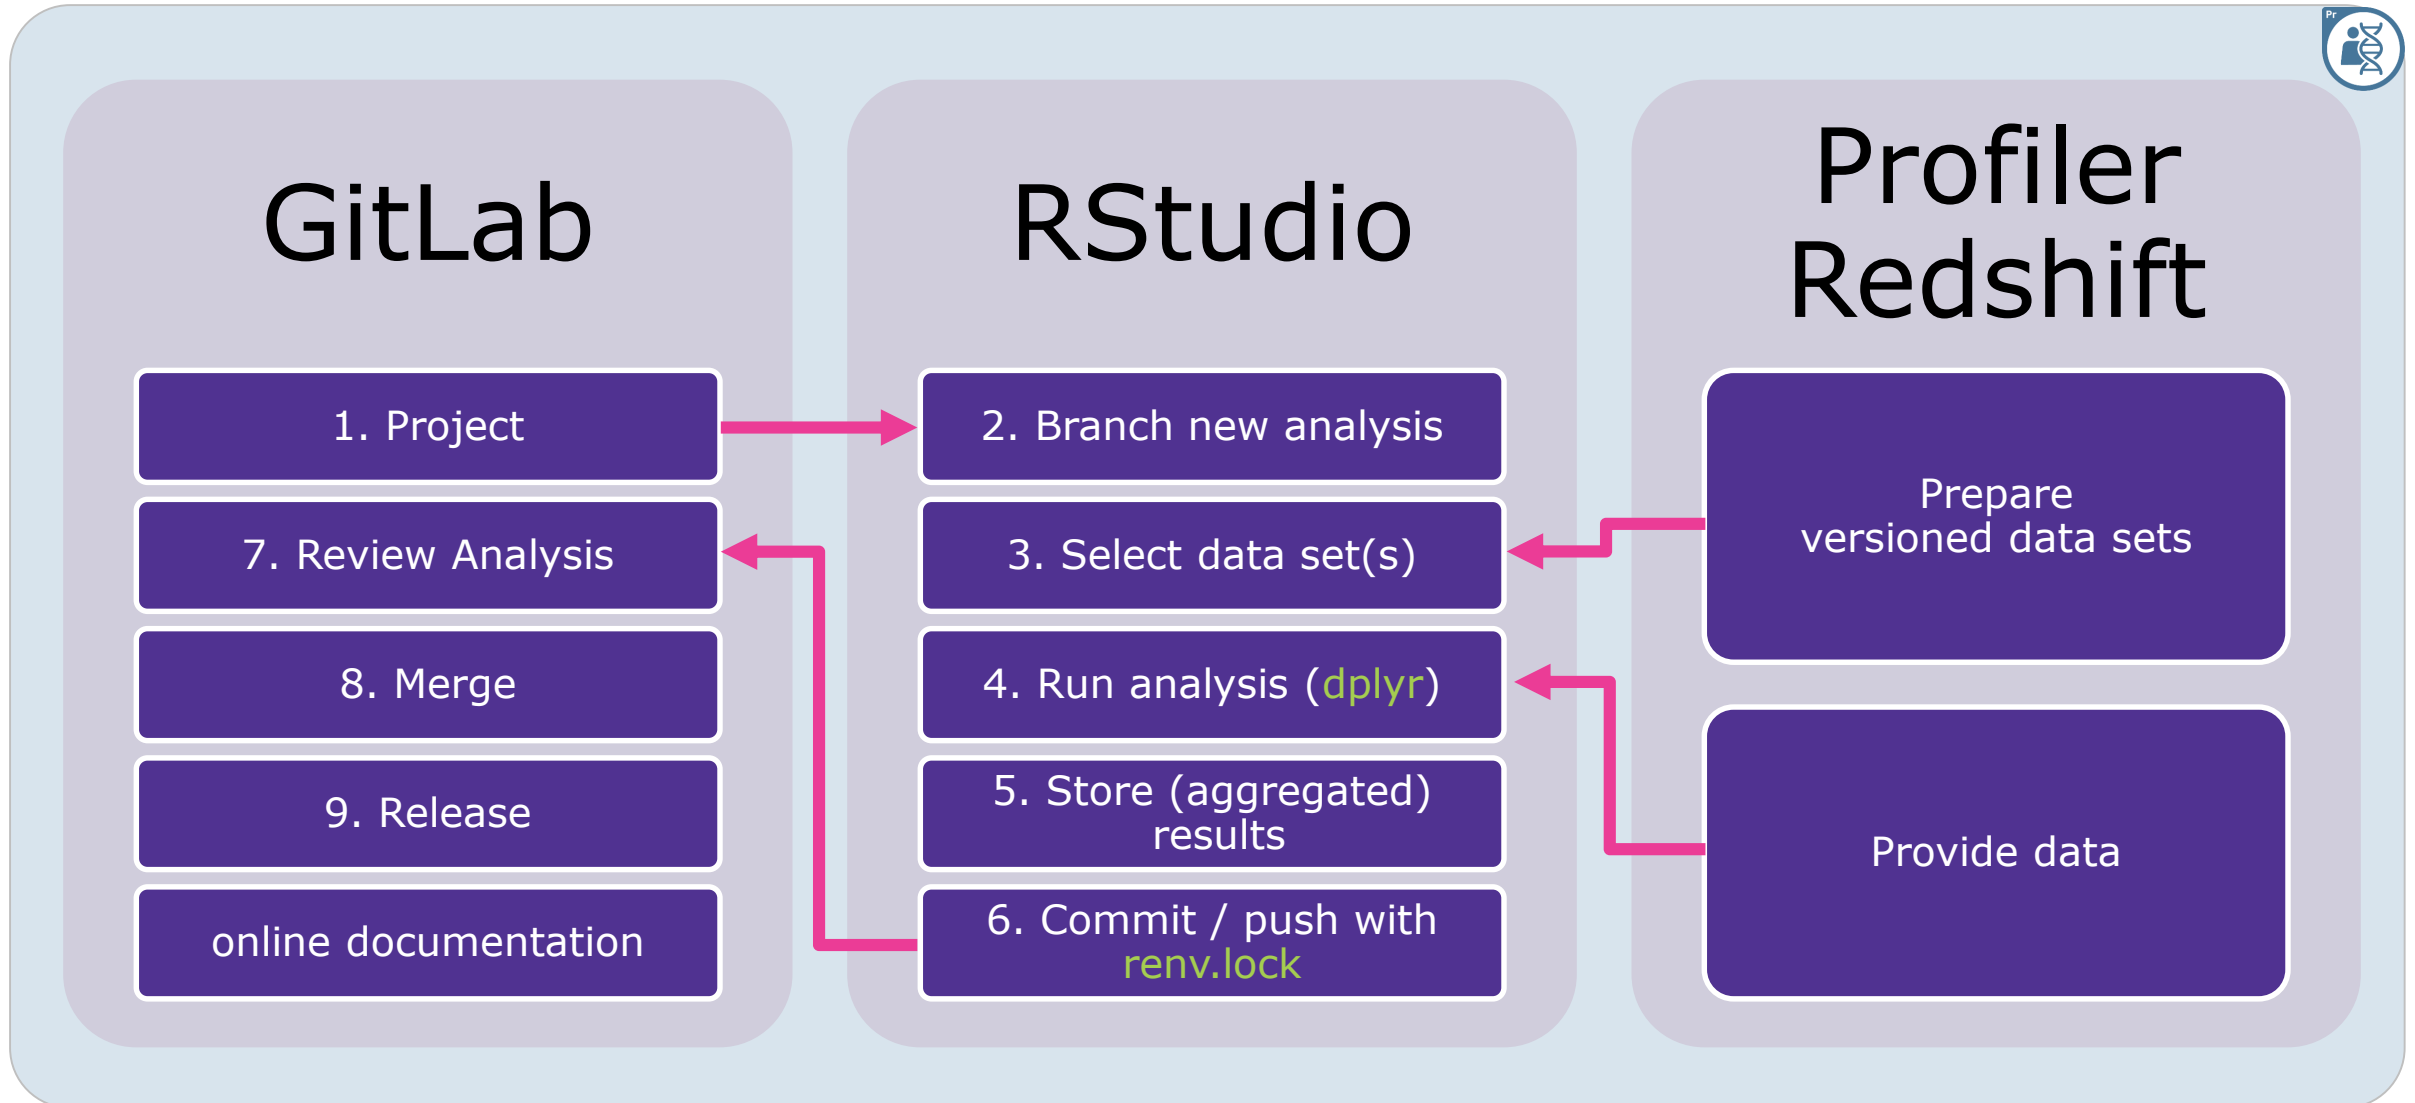 Pr
GitLab
1. Project
7. Review Analysis
8. Merge
9. Release
online documentation
RStudio
2. Branch new analysis
3. Select data set(s)
4. Run analysis (dplyr)
5. Store (aggregated)
results
6. Commit / push with
renv.lock
Profiler
Redshift
Prepare
versioned data sets
Provide data